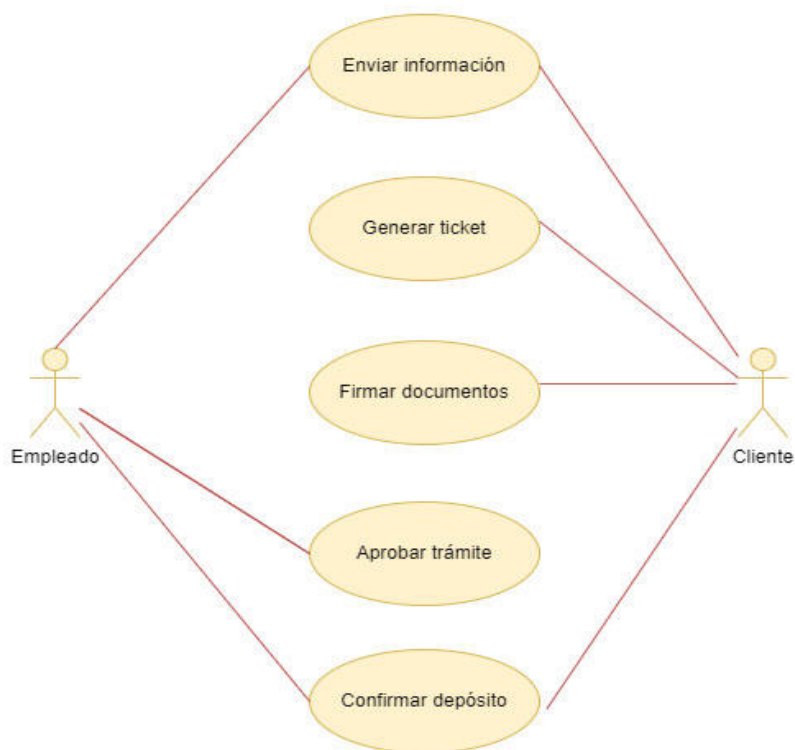 Enviar información
Generar ticket
Firmar documentos
Empleado
Cliente
Aprobar trámite
Confirmar depósito